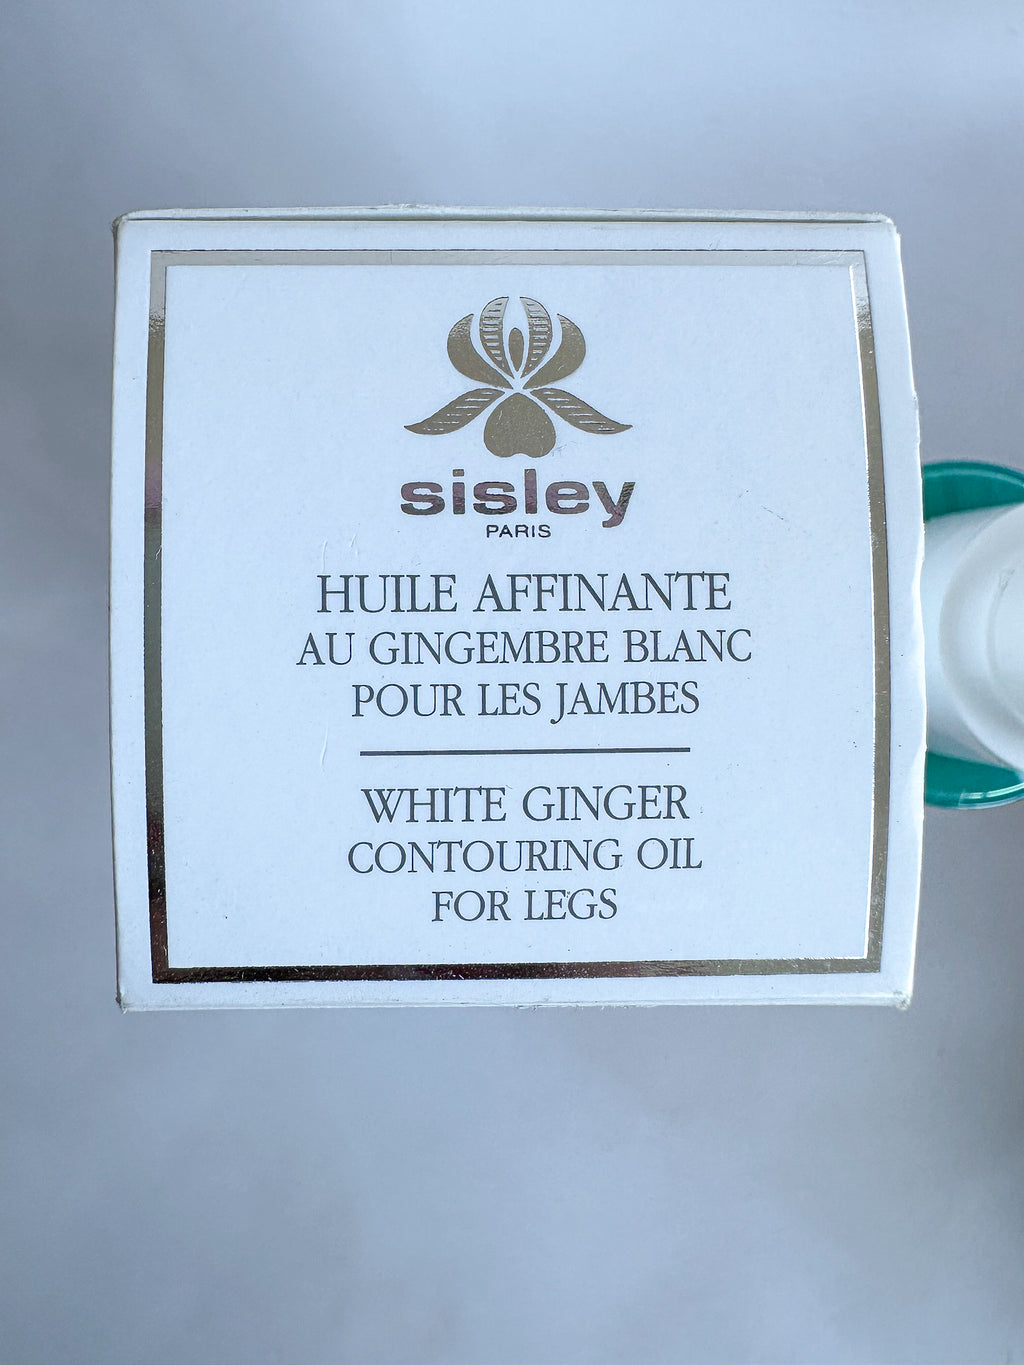 sisley
PARIS
HUILE AFFINANTE
AU GINGEMBRE BLANC
POUR LES JAMBES
WHITE GINGER
CONTOURING OIL
FOR LEGS